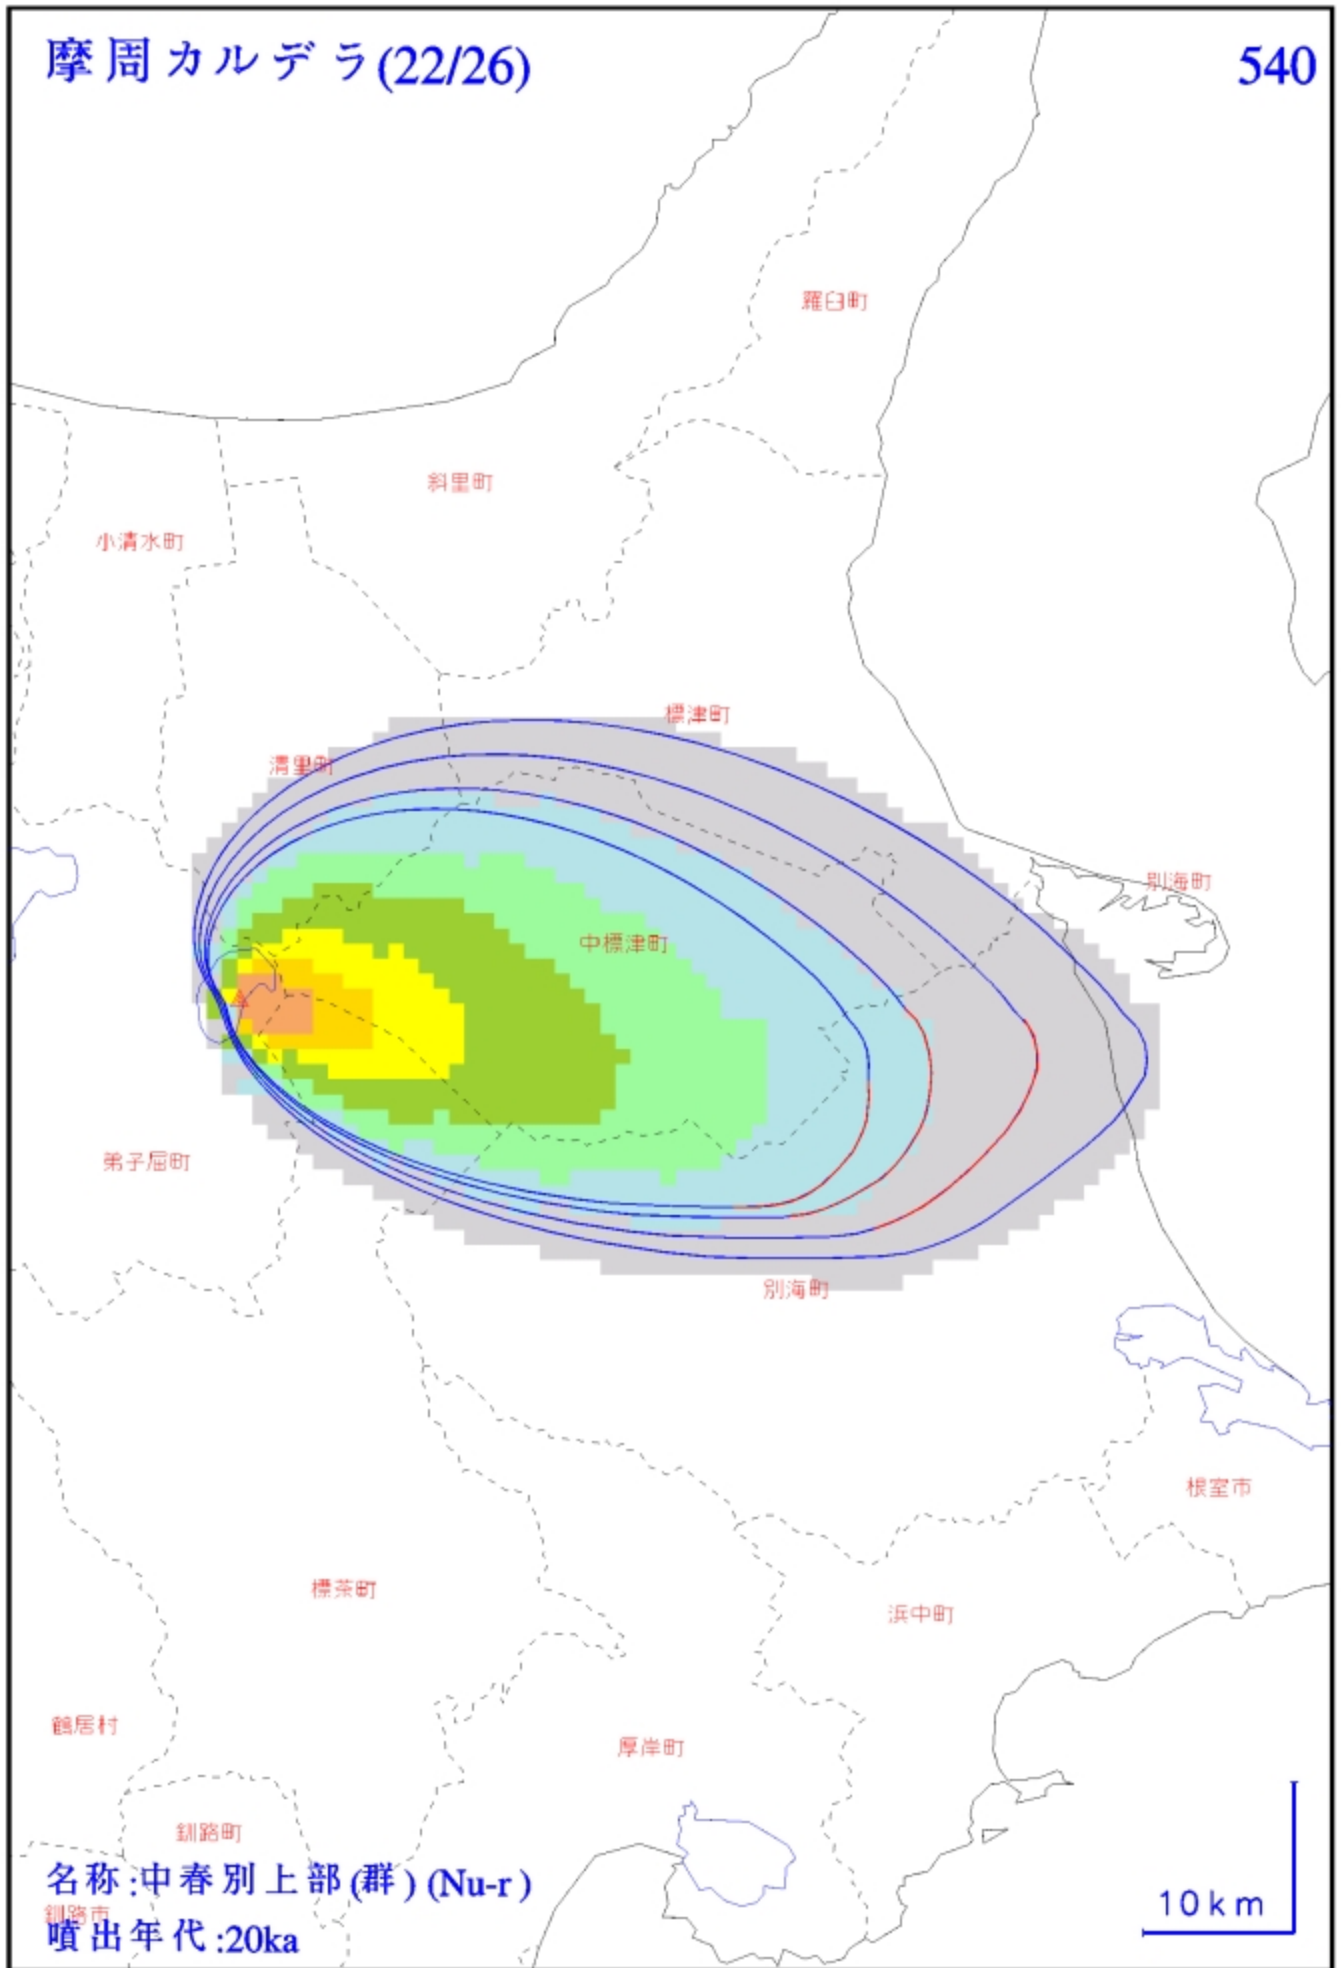 摩周カルデラ(22/26)
540
羅臼町
斜里町
小清水町
標津町
清里町
別海町
中標津町
弟子屈町
別海町
根室市
標茶町
浜中町
鶴居村
厚岸町
釧路町
名称:中春別上部(群)(Nu-r)
釧路市
10km
噴出年代:20ka